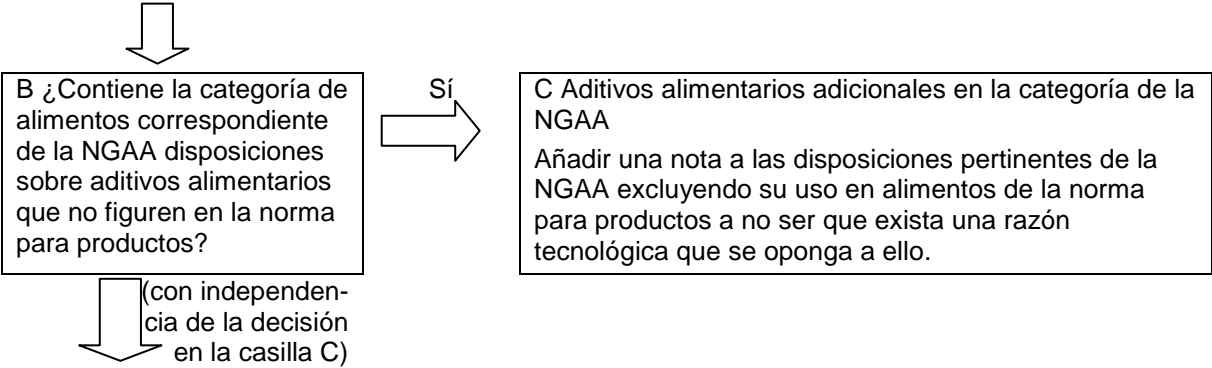 B ¿Contiene la categoría de
alimentos correspondiente
de la NGAA disposiciones
sobre aditivos alimentarios
que no figuren en la norma
para productos?
Sí
C Aditivos alimentarios adicionales en la categoría de la
NGAA
Añadir una nota a las disposiciones pertinentes de la
NGAA excluyendo su uso en alimentos de la norma
para productos a no ser que exista una razón
tecnológica que se oponga a ello.
(con independen-
cia de la decisión
en la casilla C)